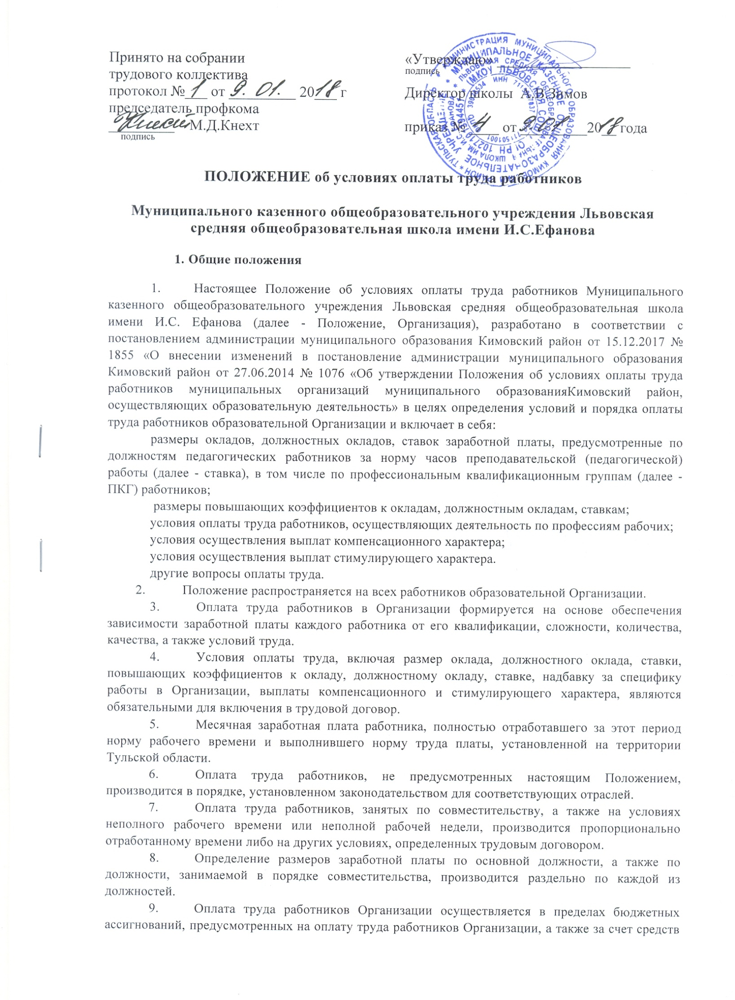 Принято на собрании
трудового коллектива
протокол № 1 от 9. 01. 2018 г
председатель профкома
М.Д.Кнехт
подпись
«Утверждаю»
подпись
Директор школы А.В.Зимов
приказ № 4 от 9.01 2018 года
ПОЛОЖЕНИЕ об условиях оплаты труда работников
Муниципального казенного общеобразовательного учреждения Львовская
средняя общеобразовательная школа имени И.С.Ефанова
1. Общие положения
1. Настоящее Положение об условиях оплаты труда работников Муниципального
казенного общеобразовательного учреждения Львовская средняя общеобразовательная школа
имени И.С. Ефанова (далее - Положение, Организация), разработано в соответствии с
постановлением администрации муниципального образования Кимовский район от 15.12.2017 №
1855 «О внесении изменений в постановление администрации муниципального образования
Кимовский район от 27.06.2014 № 1076 «Об утверждении Положения об условиях оплаты труда
работников муниципальных организаций муниципального образованияКимовский район,
осуществляющих образовательную деятельность» в целях определения условий и порядка оплаты
труда работников образовательной Организации и включает в себя:
размеры окладов, должностных окладов, ставок заработной платы, предусмотренные по
должностям педагогических работников за норму часов преподавательской (педагогической)
работы (далее - ставка), в том числе по профессиональным квалификационным группам (далее -
ПКГ) работников;
размеры повышающих коэффициентов к окладам, должностным окладам, ставкам;
условия оплаты труда работников, осуществляющих деятельность по профессиям рабочих;
условия осуществления выплат компенсационного характера;
условия осуществления выплат стимулирующего характера.
другие вопросы оплаты труда.
2. Положение распространяется на всех работников образовательной Организации.
3. Оплата труда работников в Организации формируется на основе обеспечения
зависимости заработной платы каждого работника от его квалификации, сложности, количества,
качества, а также условий труда.
4. Условия оплаты труда, включая размер оклада, должностного оклада, ставки,
повышающих коэффициентов к окладу, должностному окладу, ставке, надбавку за специфику
работы в Организации, выплаты компенсационного и стимулирующего характера, являются
обязательными для включения в трудовой договор.
5. Месячная заработная плата работника, полностью отработавшего за этот период
норму рабочего времени и выполнившего норму труда платы, установленной на территории
Тульской области.
6. Оплата труда работников, не предусмотренных настоящим Положением,
производится в порядке, установленном законодательством для соответствующих отраслей.
7. Оплата труда работников, занятых по совместительству, а также на условиях
неполного рабочего времени или неполной рабочей недели, производится пропорционально
отработанному времени либо на других условиях, определенных трудовым договором.
8. Определение размеров заработной платы по основной должности, а также по
должности, занимаемой в порядке совместительства, производится раздельно по каждой из
должностей.
9. Оплата труда работников Организации осуществляется в пределах бюджетных
ассигнований, предусмотренных на оплату труда работников Организации, а также за счет средств